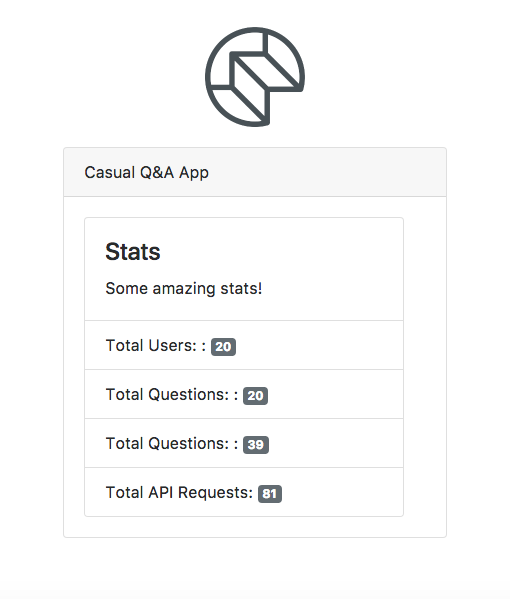 Casual Q&A App
Stats
Some amazing stats!
Total Users: : 20
Total Questions: : 20
Total Questions: : 39
Total API Requests: 81